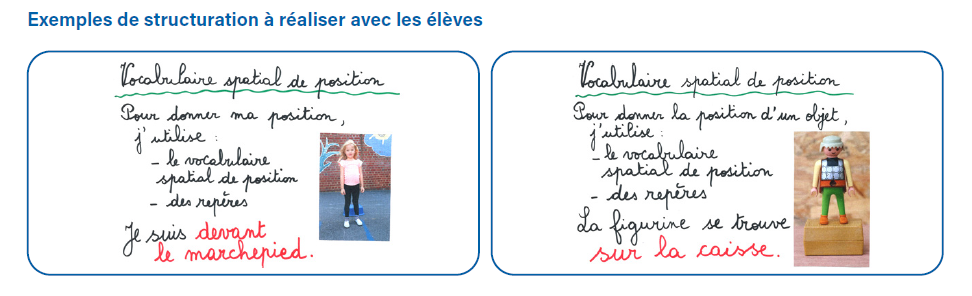 Exemples de structuration à réaliser avec les élèves
Vocabulaire spatial de position
Pour donner ma position,
j'utilise :
- le vocabulaire
spatial de position
- des repères
Je suis devant
le marchepied.
Vocabulaire spatial de position
Pour donner la position d'un objet,
j'utilise :
- le vocabulaire
spatial de position
- des repères
La figurine se trouve
sur la caisse.